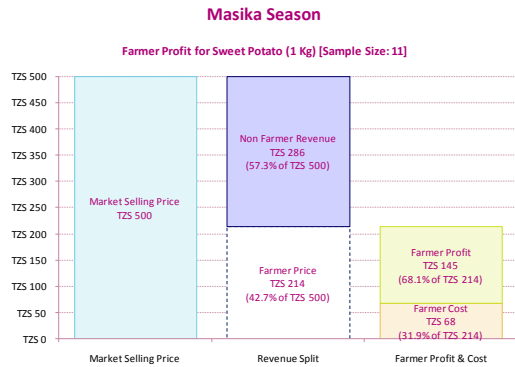 Masika Season
Farmer Profit for Sweet Potato (1 Kg) [Sample Size: 11]
TZS 500
TZS 450
TZS 400
TZS 350
TZS 300
TZS 250
TZS 200
TZS 150
TZS 100
TZS 50
TZS 0
Market Selling Price
TZS 500
Non Farmer Revenue
TZS 286
(57.3% of TZS 500)
Farmer Price
TZS 214
(42.7% of TZS 500)
Farmer Profit
TZS 145
(68.1% of TZS 214)
Farmer Cost
TZS 68
(31.9% of TZS 214)
Market Selling Price
Revenue Split
Farmer Profit & Cost